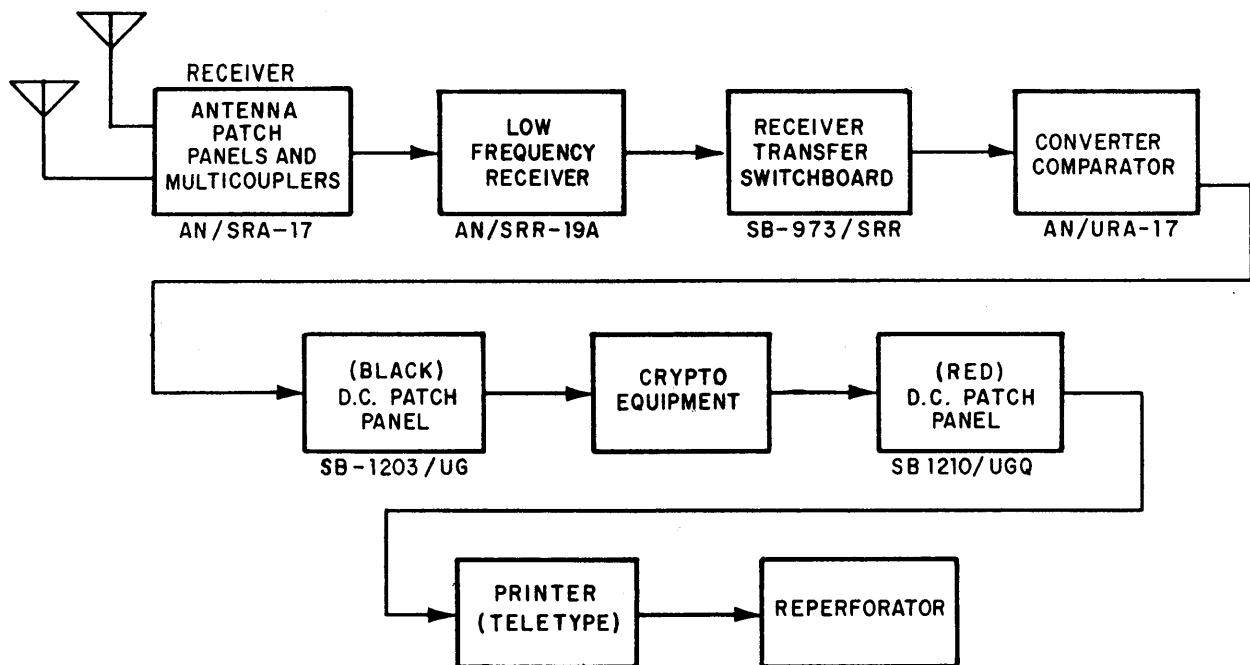 RECEIVER
ANTENNA
PATCH
PANELS AND
MULTICOUPLERS
AN/SRA-17
LOW
FREQUENCY
RECEIVER
AN/SRR-19A
RECEIVER
TRANSFER
SWITCHBOARD
SB-973/SRR
CONVERTER
COMPARATOR
AN/URA-17
(BLACK)
D.C. PATCH
PANEL
SB-1203/UG
CRYPTO
EQUIPMENT
(RED)
D.C. PATCH
PANEL
SB 1210/UGQ
PRINTER
(TELETYPE)
REPERFORATOR